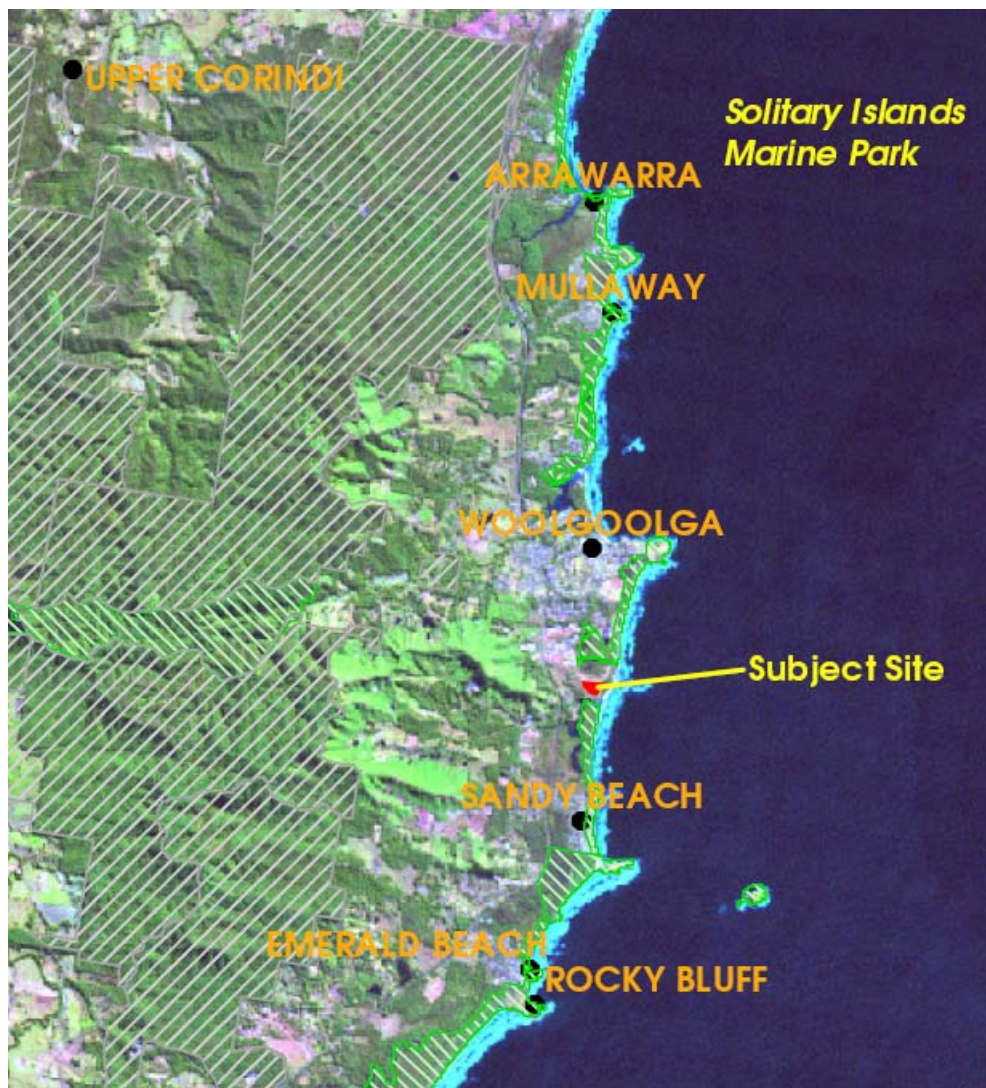 UPPER CORINDI
Solitary Islands
Marine Park
ARRAWARRA
MULLAWAY
WOOLGOOLGA
Subject Site
SANDY BEACH
EMERALD BEACH
ROCKY BLUFF